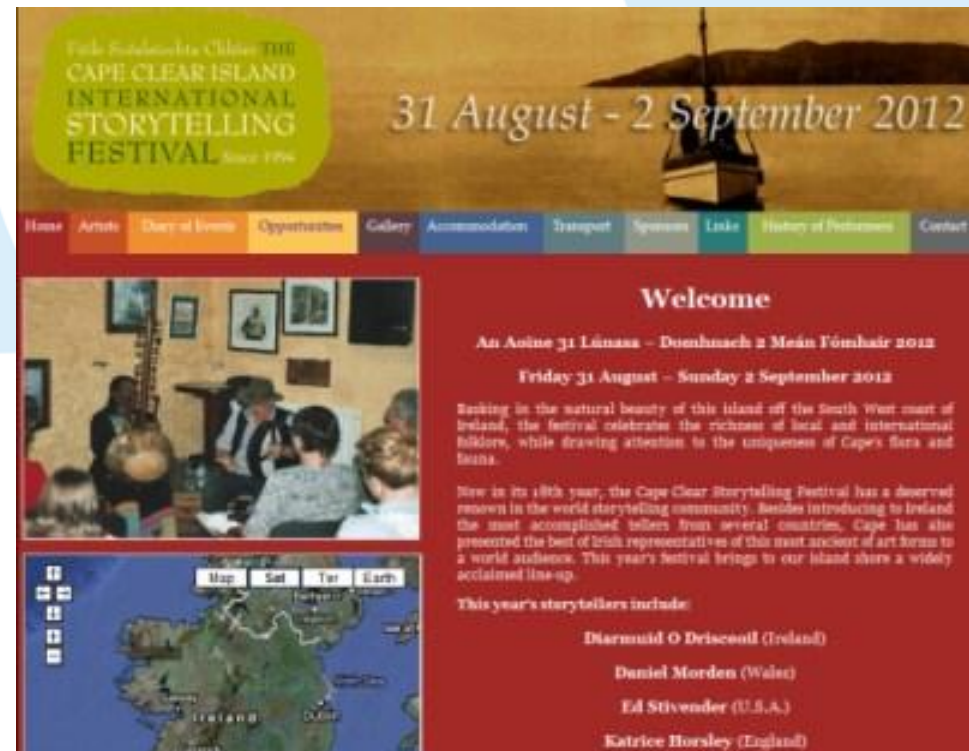 Féile Scéalaíochta Chléire THE
CAPE CLEAR ISLAND
INTERNATIONAL
STORYTELLING
FESTIVAL Since 1994
31 August - 2 September 2012
Home Artists Diary of Events Opportunities Gallery Accommodation Transport Sponsors Links History of Performers Contact
Welcome
An Aoine 31 Lúnasa – Domhnach 2 Meán Fómhair 2012
Friday 31 August – Sunday 2 September 2012
Basking in the natural beauty of this island off the South West coast of
Ireland, the festival celebrates the richness of local and international
folklore, while drawing attention to the uniqueness of Cape's flora and
fauna.
Now in its 18th year, the Cape Clear Storytelling Festival has a deserved
renown in the world storytelling community. Besides introducing to Ireland
the most accomplished tellers from several countries, Cape has also
presented the best of Irish representatives of this most ancient of art forms to
a world audience. This year's festival brings to our island shore a widely
acclaimed line-up.
This year's storytellers include:
Diarmuid O Drisceoil (Ireland)
Daniel Morden (Wales)
Ed Stivender (U.S.A.)
Katrice Horsley (England)
Map Sat Ter Earth
Belfast
Galway
Ireland
Dublin